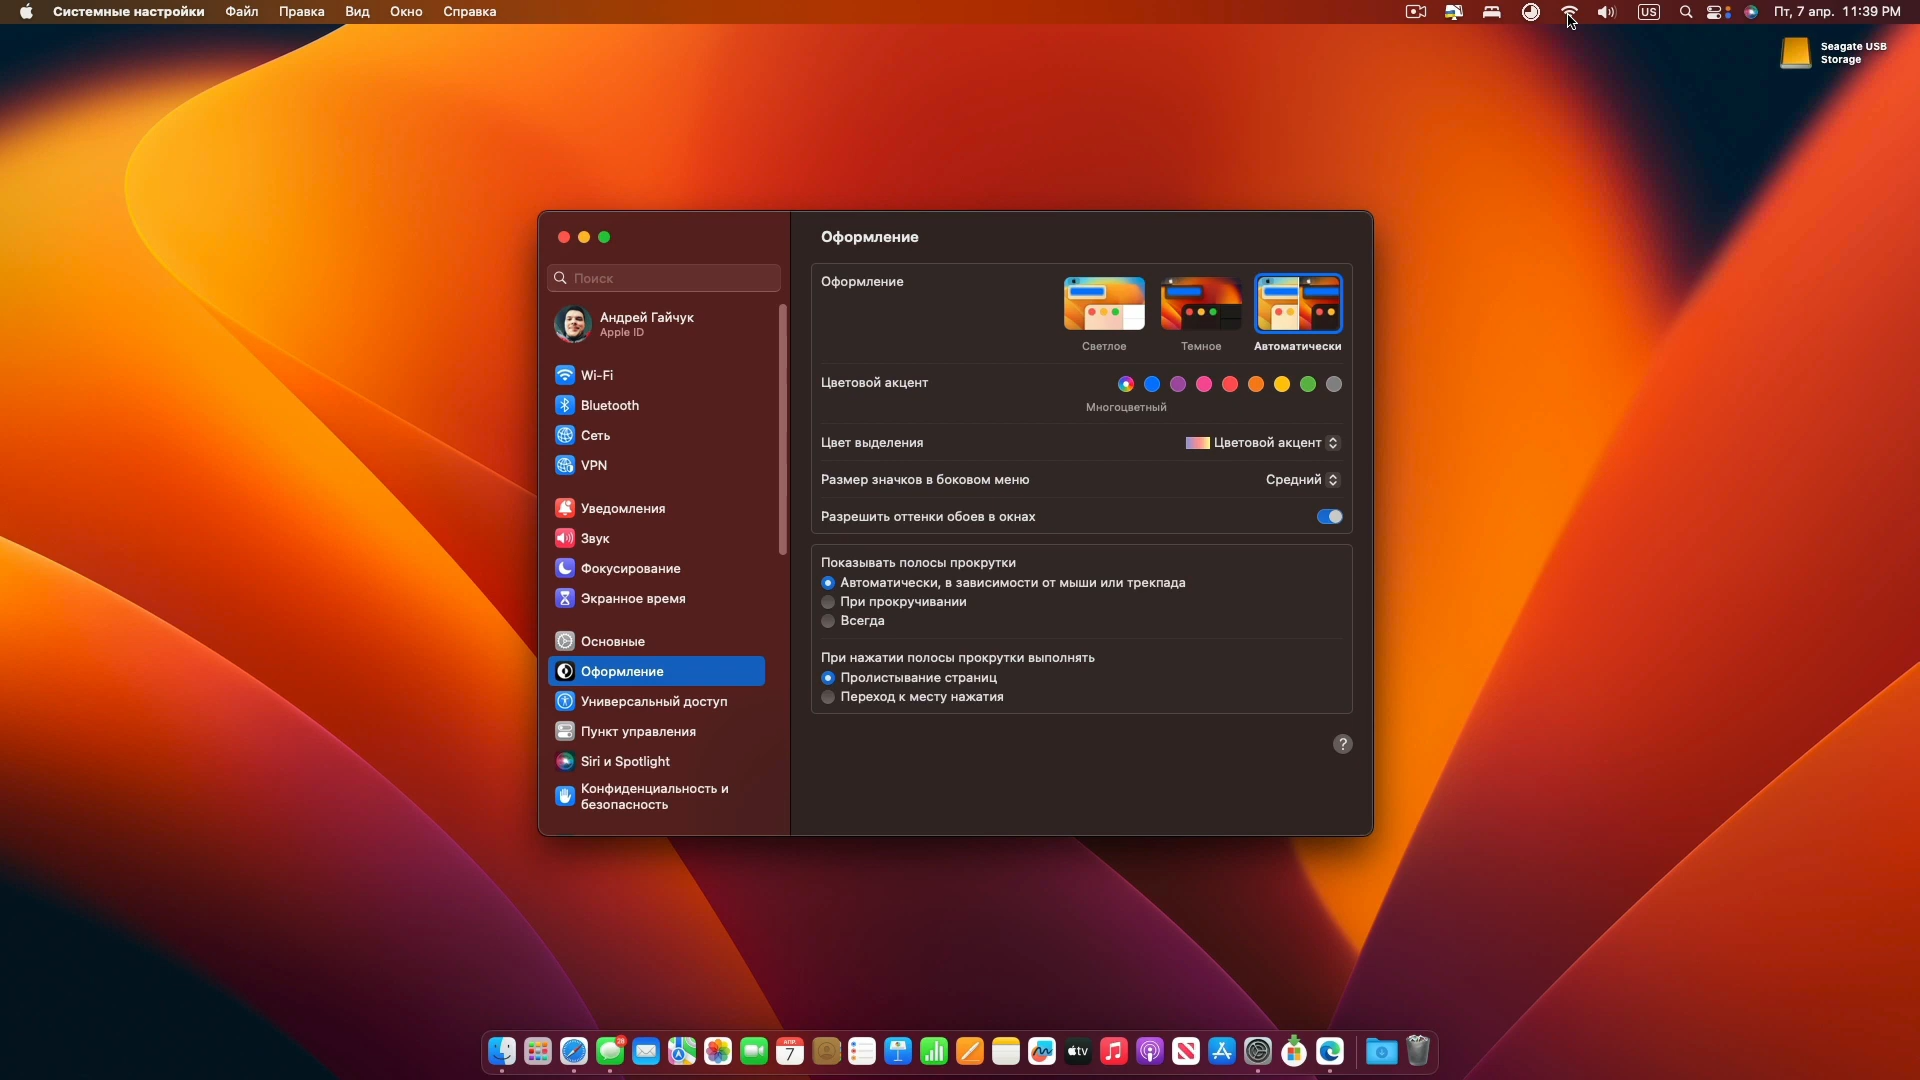 Системные настройки Файл Правка Вид Окно Справка
US
Пт, 7 апр. 11:39 PM
Seagate USB
Storage
Оформление
Поиск
Андрей Гайчук
Apple ID
Wi-Fi
Bluetooth
Сеть
VPN
Уведомления
Звук
Фокусирование
Экранное время
Основные
Оформление
Универсальный доступ
Пункт управления
Siri и Spotlight
Конфиденциальность и
безопасность
Оформление
Светлое Темное Автоматически
Цветовой акцент
Многоцветный
Цвет выделения Цветовой акцент
Размер значков в боковом меню Средний
Разрешить оттенки обоев в окнах
Показывать полосы прокрутки
Автоматически, в зависимости от мыши или трекпада
При прокручивании
Всегда
При нажатии полосы прокрутки выполнять
Пролистывание страниц
Переход к месту нажатия
?
АПР.
7
tv